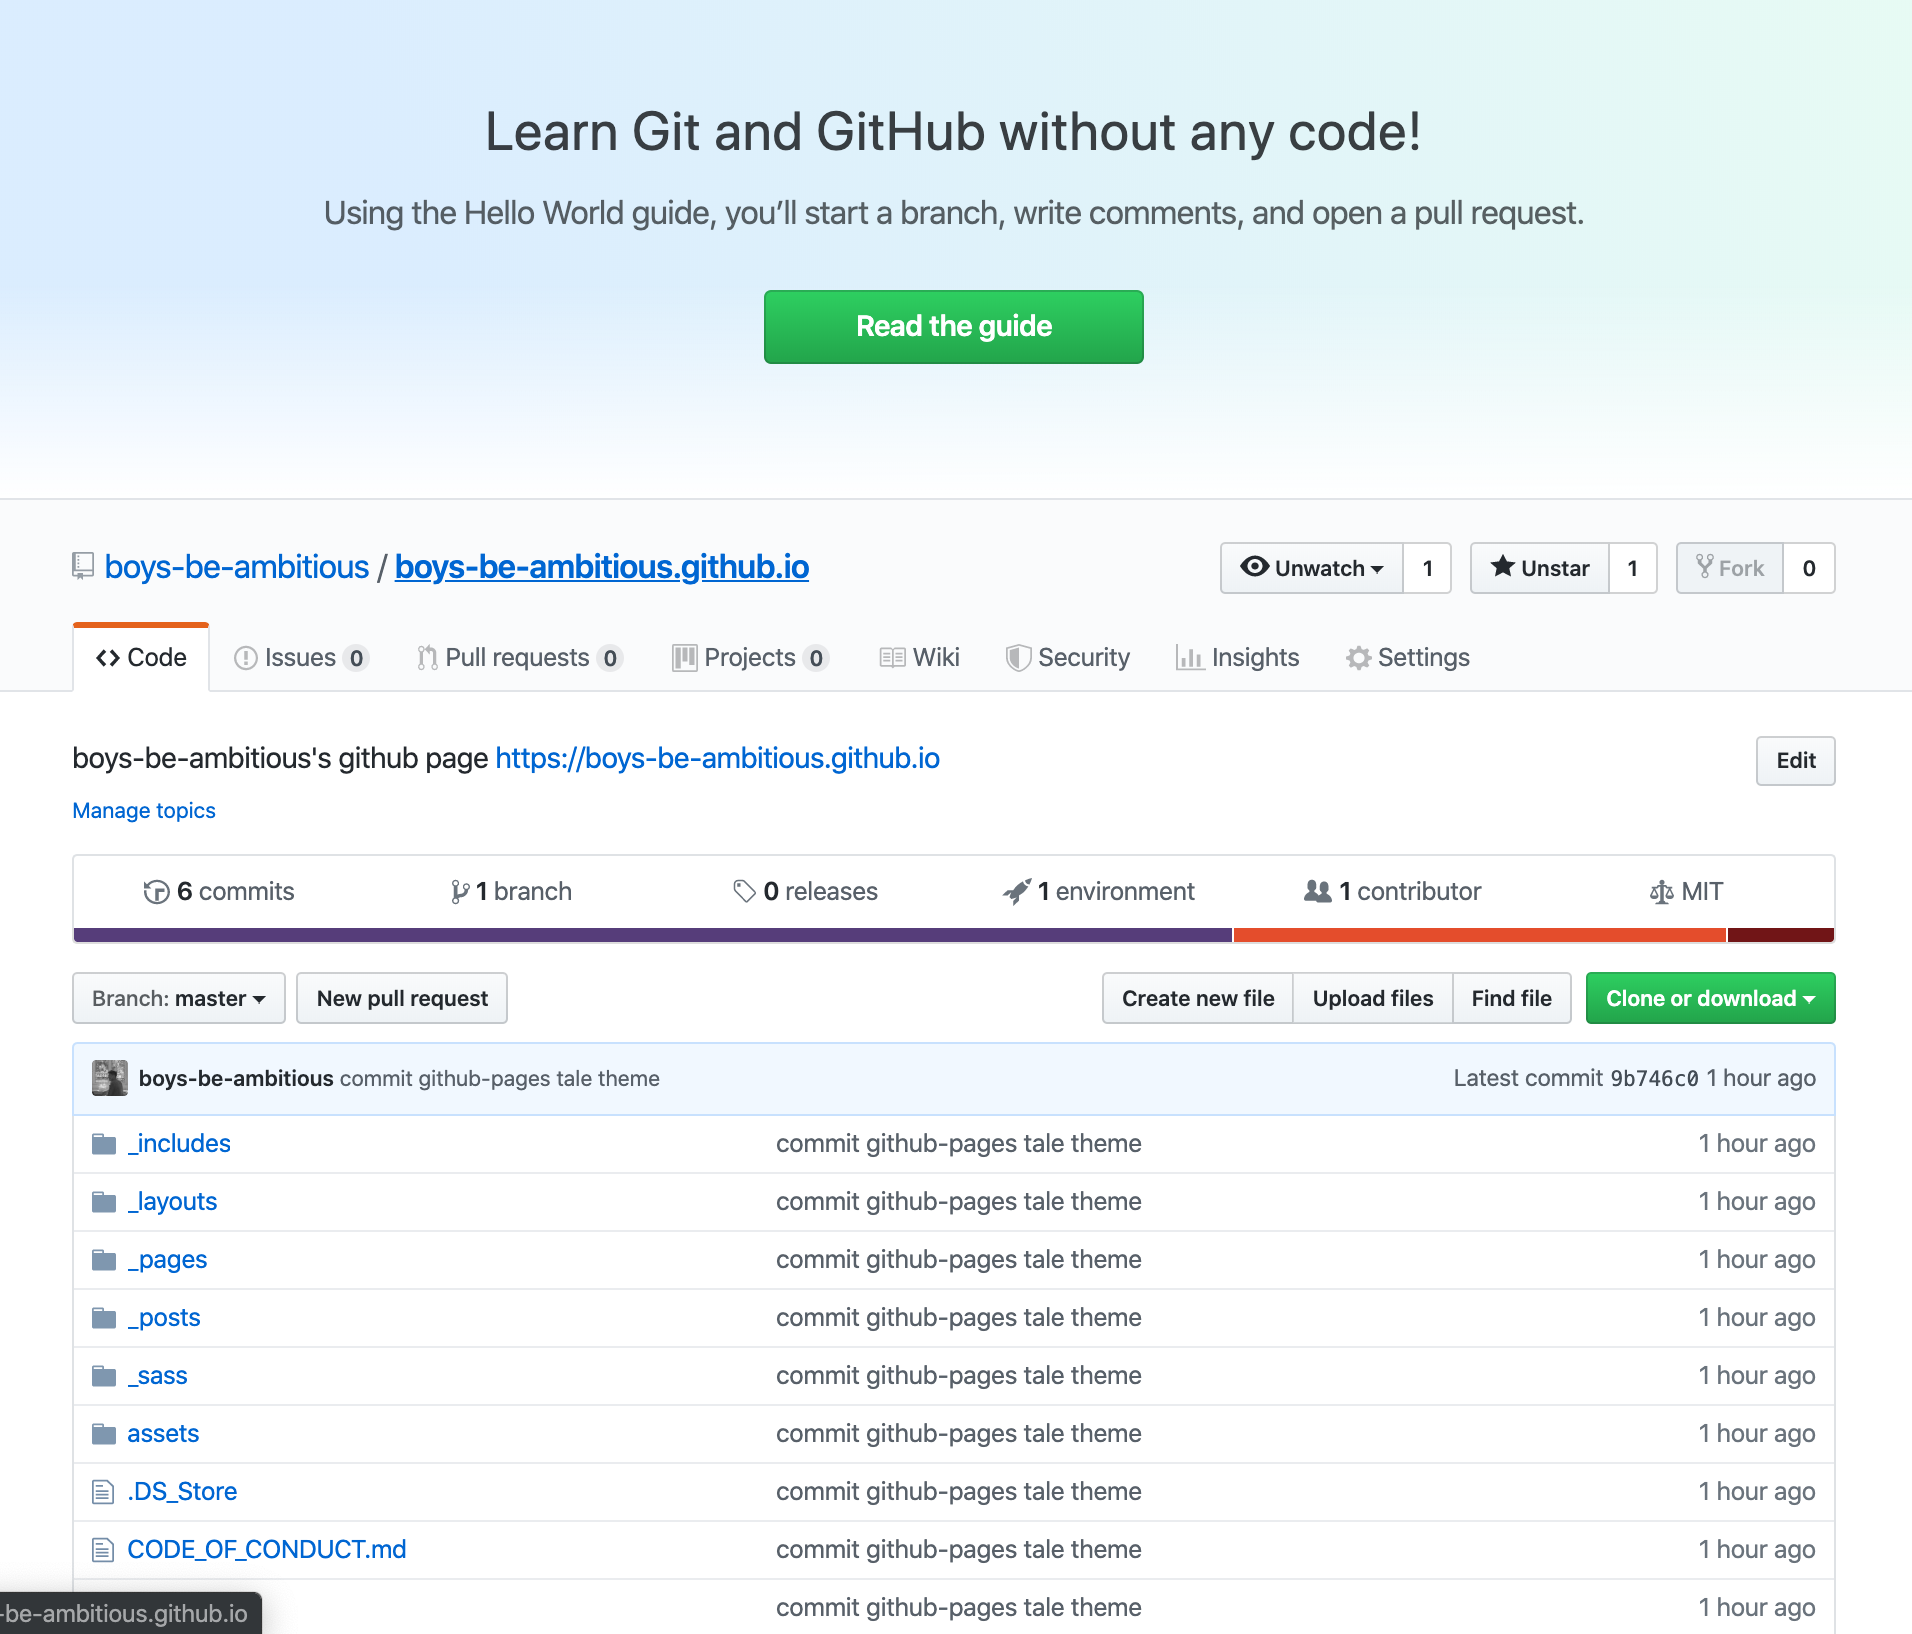 Learn Git and GitHub without any code!
Using the Hello World guide, you’ll start a branch, write comments, and open a pull request.
Read the guide
boys-be-ambitious / boys-be-ambitious.github.io Unwatch 1 Unstar 1 Fork 0
Code Issues 0 Pull requests 0 Projects 0 Wiki Security Insights Settings
boys-be-ambitious's github page https://boys-be-ambitious.github.io Edit
Manage topics
6 commits 1 branch 0 releases 1 environment 1 contributor MIT
Branch: master New pull request Create new file Upload files Find file Clone or download
boys-be-ambitious commit github-pages tale theme Latest commit 9b746c0 1 hour ago
_includes commit github-pages tale theme 1 hour ago
_layouts commit github-pages tale theme 1 hour ago
_pages commit github-pages tale theme 1 hour ago
_posts commit github-pages tale theme 1 hour ago
_sass commit github-pages tale theme 1 hour ago
assets commit github-pages tale theme 1 hour ago
.DS_Store commit github-pages tale theme 1 hour ago
CODE_OF_CONDUCT.md commit github-pages tale theme 1 hour ago
-be-ambitious.github.io commit github-pages tale theme 1 hour ago